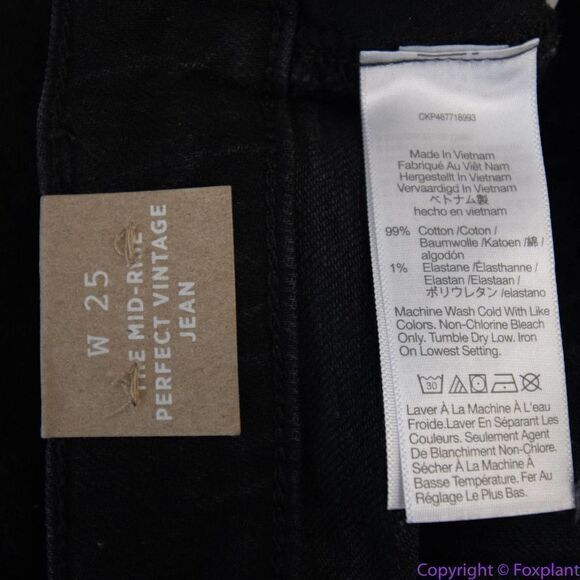 W 25
THE MID-RISE
PERFECT VINTAGE
JEAN
CKP467718993
Made In Vietnam
Fabriqué Au Viêt Nam
Hergestellt In Vietnam
Vervaardigd In Vietnam
ベトナム製
hecho en vietnam
99% Cotton /Coton /
Baumwolle /Katoen /綿 /
algodón
1% Elastane /Élasthanne /
Elastan /Elastaan /
ポリウレタン /elastano
Machine Wash Cold With Like
Colors. Non-Chlorine Bleach
Only. Tumble Dry Low. Iron
On Lowest Setting.
30
Laver À La Machine À L'eau
Froide.Laver En Séparant Les
Couleurs. Seulement Agent
De Blanchiment Non-Chlore.
Sécher À La Machine À
Basse Température. Fer Au
Réglage Le Plus Bas.
Copyright © Foxplant